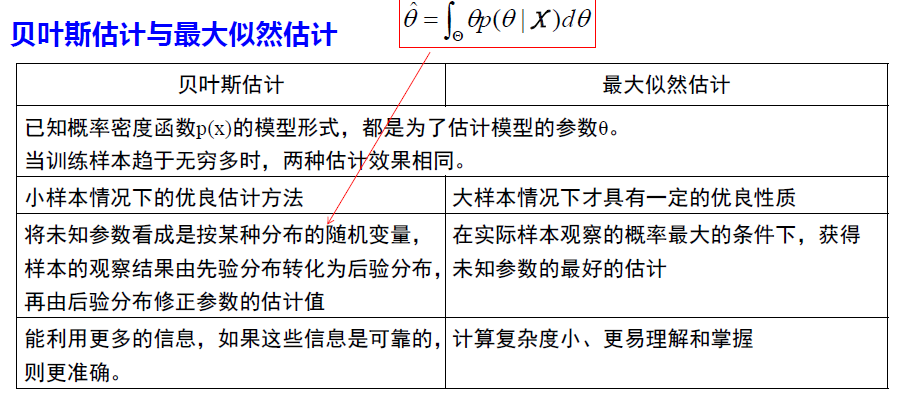 贝叶斯估计与最大似然估计
θ̂ = ∫_Θ θp(θ | X)dθ
贝叶斯估计
最大似然估计
已知概率密度函数p(x)的模型形式，都是为了估计模型的参数θ。
当训练样本趋于无穷多时，两种估计效果相同。
小样本情况下的优良估计方法
大样本情况下才具有一定的优良性质
将未知参数看成是按某种分布的随机变量，
样本的观察结果由先验分布转化为后验分布，
再由后验分布修正参数的估计值
在实际样本观察的概率最大的条件下，获得
未知参数的最好的估计
能利用更多的信息，如果这些信息是可靠的，
则更准确。
计算复杂度小、更易理解和掌握